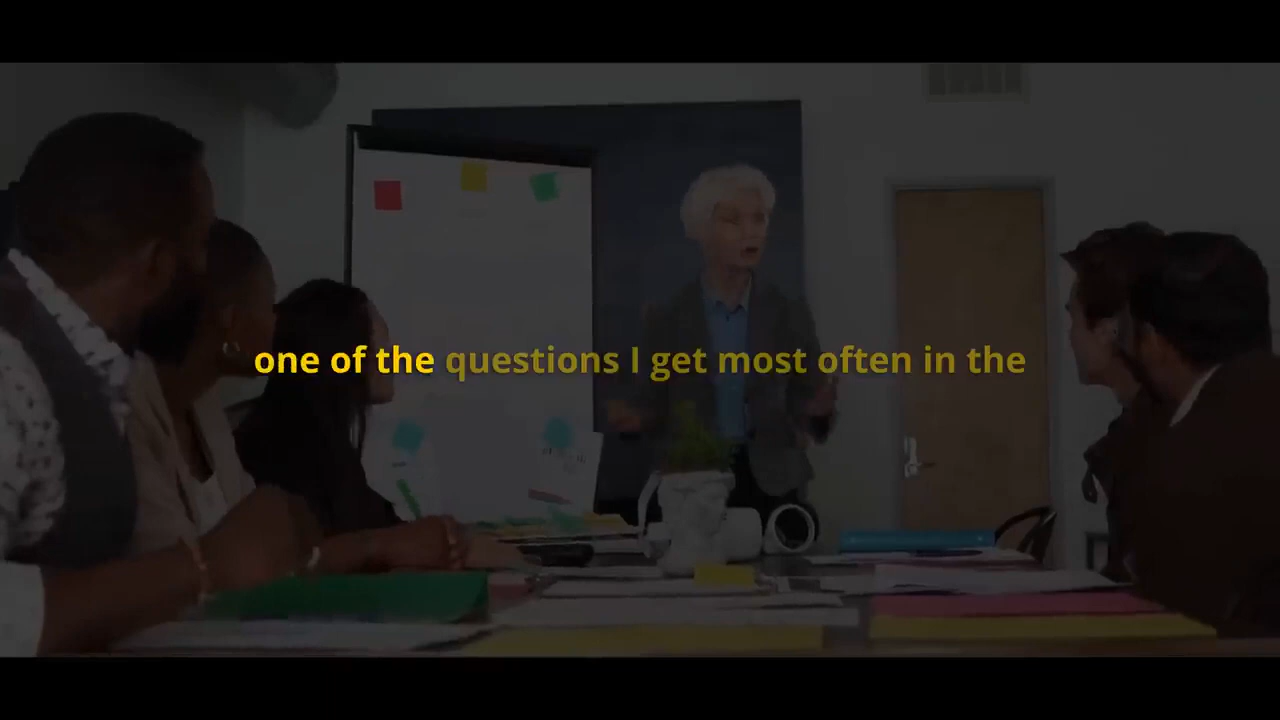 one of the questions I get most often in the